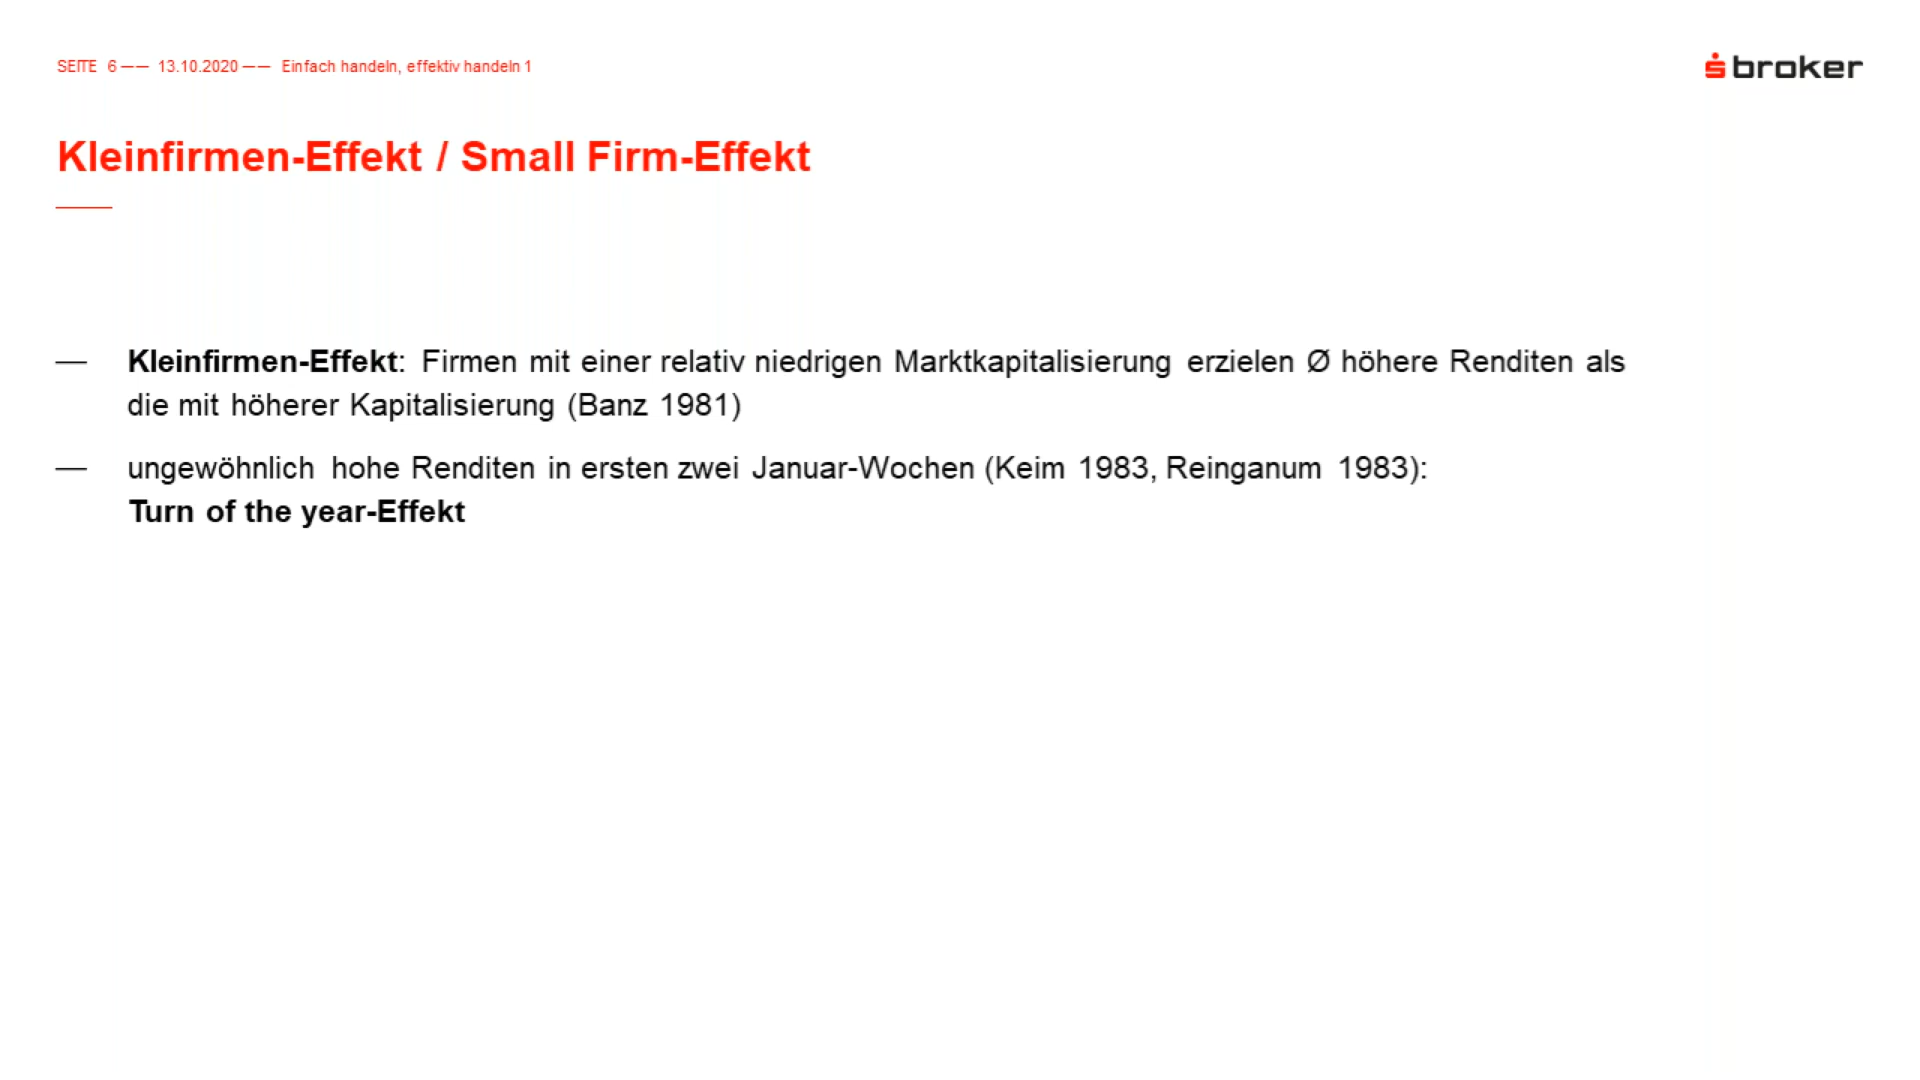 SEITE 6 —— 13.10.2020 —— Einfach handeln, effektiv handeln 1
broker
Kleinfirmen-Effekt / Small Firm-Effekt
— Kleinfirmen-Effekt: Firmen mit einer relativ niedrigen Marktkapitalisierung erzielen Ø höhere Renditen als
die mit höherer Kapitalisierung (Banz 1981)
— ungewöhnlich hohe Renditen in ersten zwei Januar-Wochen (Keim 1983, Reinganum 1983):
Turn of the year-Effekt